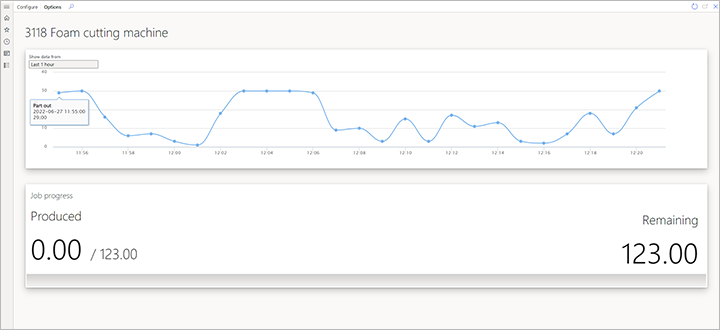 Configure Options
3118 Foam cutting machine
Show data from
Last 1 hour
40
30
Part out
2022-06-27 11:55:00
29.00
10
0
11:56 11:58 12:00 12:02 12:04 12:06 12:08 12:10 12:12 12:14 12:16 12:18 12:20
Job progress
Produced
Remaining
0.00 / 123.00
123.00